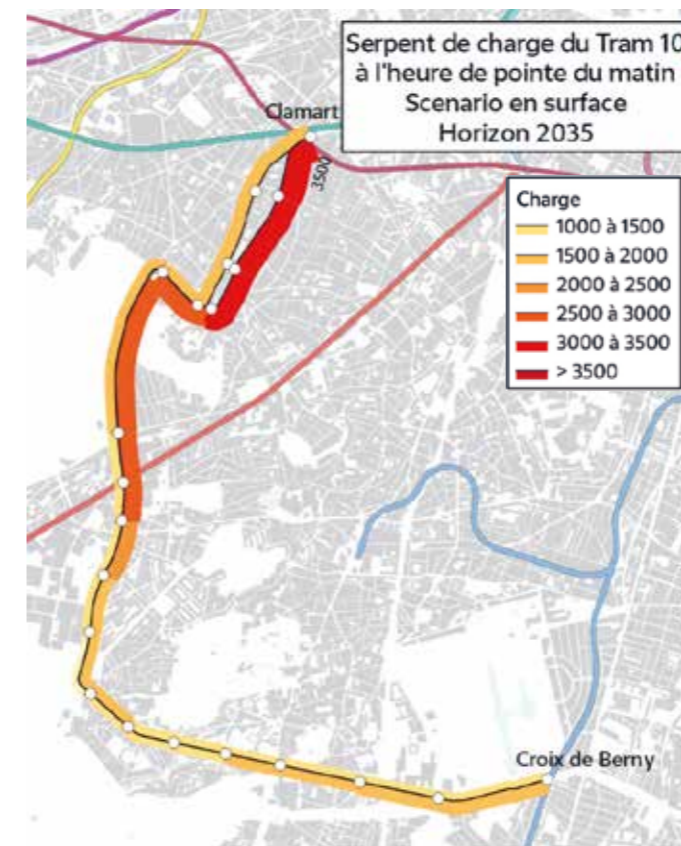 Serpent de charge du Tram 10
à l'heure de pointe du matin
Scenario en surface
Horizon 2035
Clamart
3500
Charge
1000 à 1500
1500 à 2000
2000 à 2500
2500 à 3000
3000 à 3500
> 3500
Croix de Berny